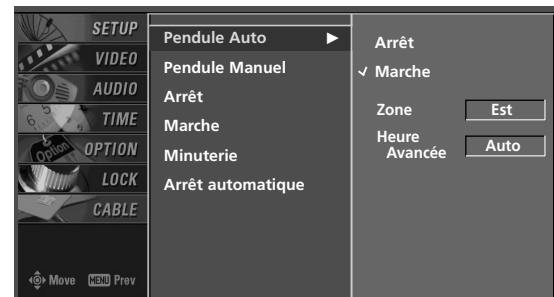 SETUP
VIDEO
AUDIO
TIME
OPTION
LOCK
CABLE
Move MENU Prev
Pendule Auto
Pendule Manuel
Arrêt
Marche
Minuterie
Arrêt automatique
Arrêt
✓ Marche
Zone Est
Heure
Avancée Auto